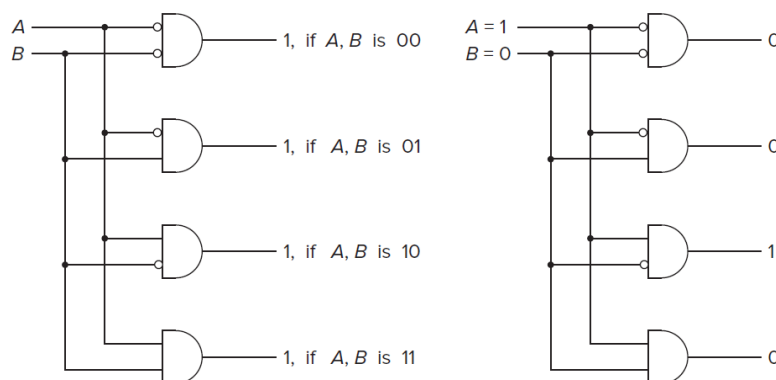 A
B
1, if A, B is 00
1, if A, B is 01
1, if A, B is 10
1, if A, B is 11
A = 1
B = 0
0
0
1
0